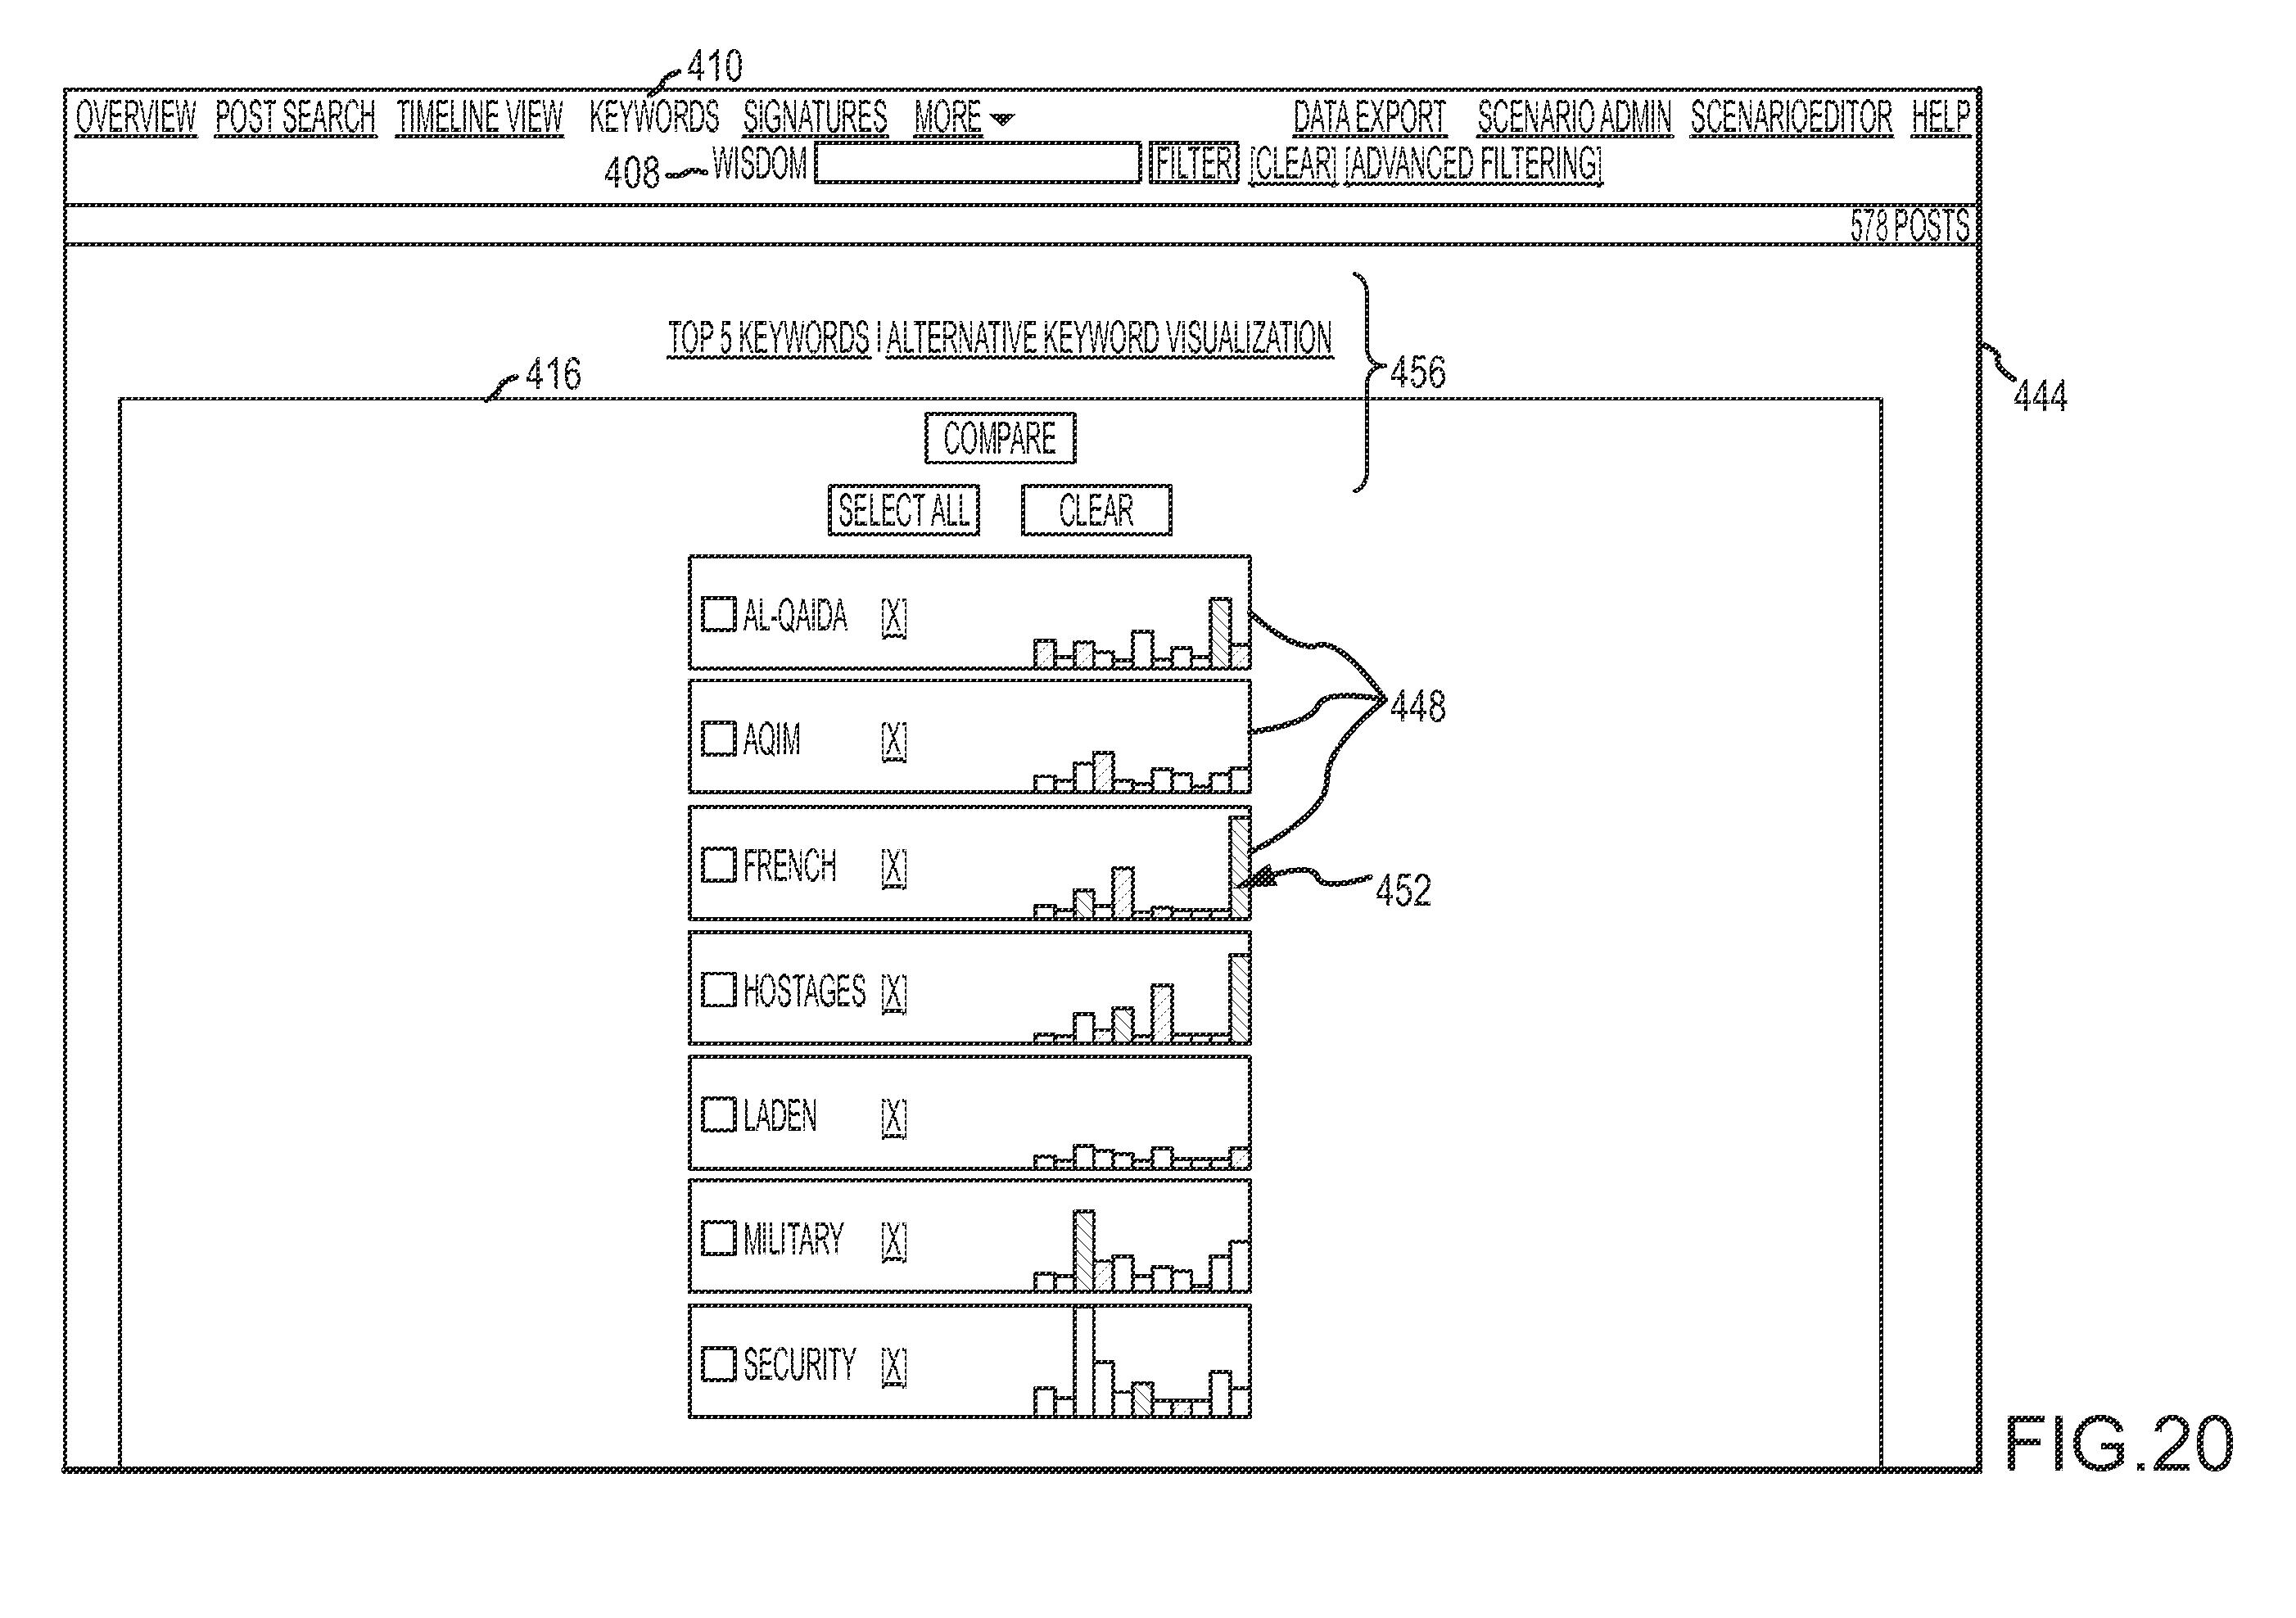 410
OVERVIEW POST SEARCH TIMELINE VIEW KEYWORDS SIGNATURES MORE DATA EXPORT SCENARIO ADMIN SCENARIOEDITOR HELP
408 WISDOM FILTER [CLEAR] [ADVANCED FILTERING]
578 POSTS
TOP 5 KEYWORDS | ALTERNATIVE KEYWORD VISUALIZATION
416
456
444
COMPARE
SELECT ALL CLEAR
AL-QAIDA [X]
448
AQIM [X]
FRENCH [X]
452
HOSTAGES [X]
LADEN [X]
MILITARY [X]
SECURITY [X]
FIG.20